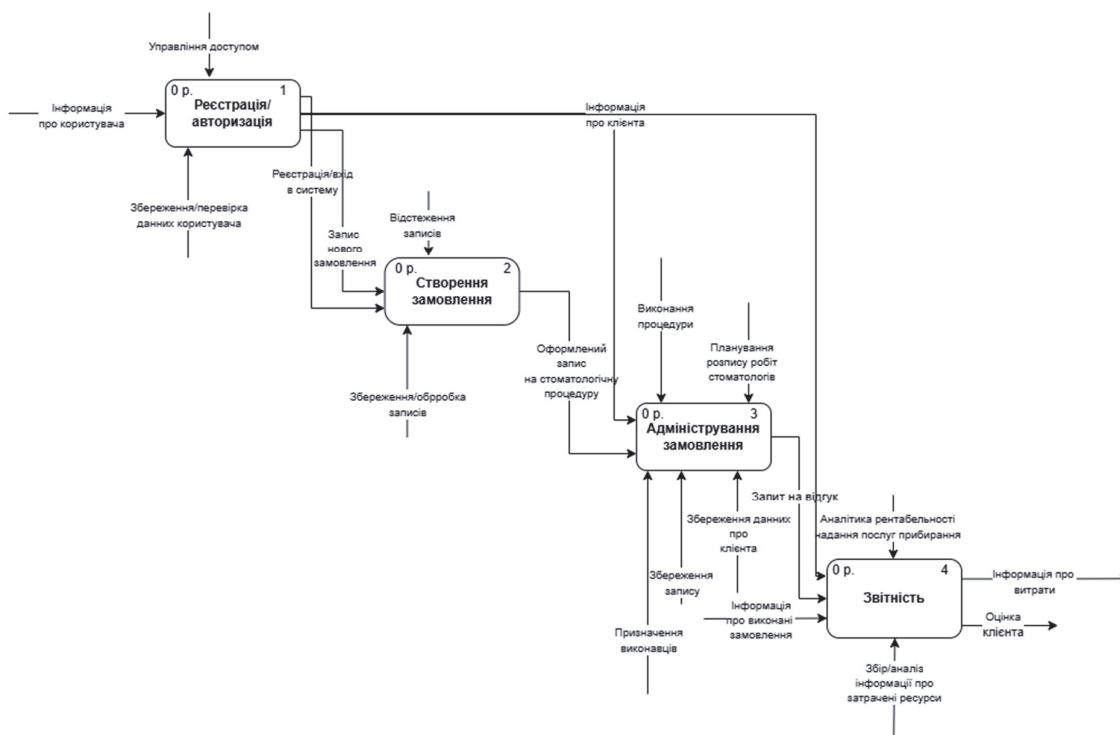 Управління доступом
0 р. 1
Реєстрація/
авторизація
Інформація
про користувача
Інформація
про клієнта
Реєстрація/вхід
в систему
Збереження/перевірка
данних користувача
Запис
нового
замовлення
Відстеження
записів
0 р. 2
Створення
замовлення
Збереження/обрробка
записів
Оформлений
запис
на стоматологічну
процедуру
Виконання
процедури
Планування
розпису робіт
стоматологів
0 р. 3
Адміністрування
замовлення
Запит на відгук
Збереження данних
про
клієнта
Збереження
запису
Призначення
виконавців
Інформація
про виконані
замовлення
Аналітика рентабельності
надання послуг прибирання
0 р. 4
Звітність
Інформація про
витрати
Оцінка
клієнта
Збір/аналіз
інформації про
затрачені ресурси